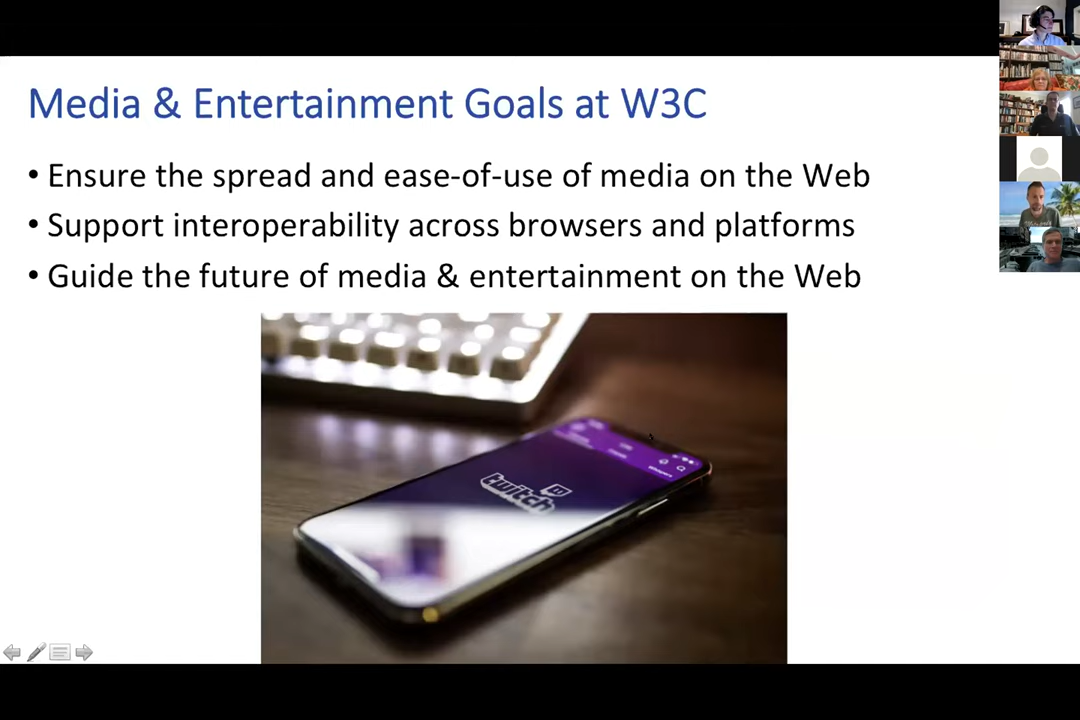 Media & Entertainment Goals at W3C
• Ensure the spread and ease-of-use of media on the Web
• Support interoperability across browsers and platforms
• Guide the future of media & entertainment on the Web
twitch